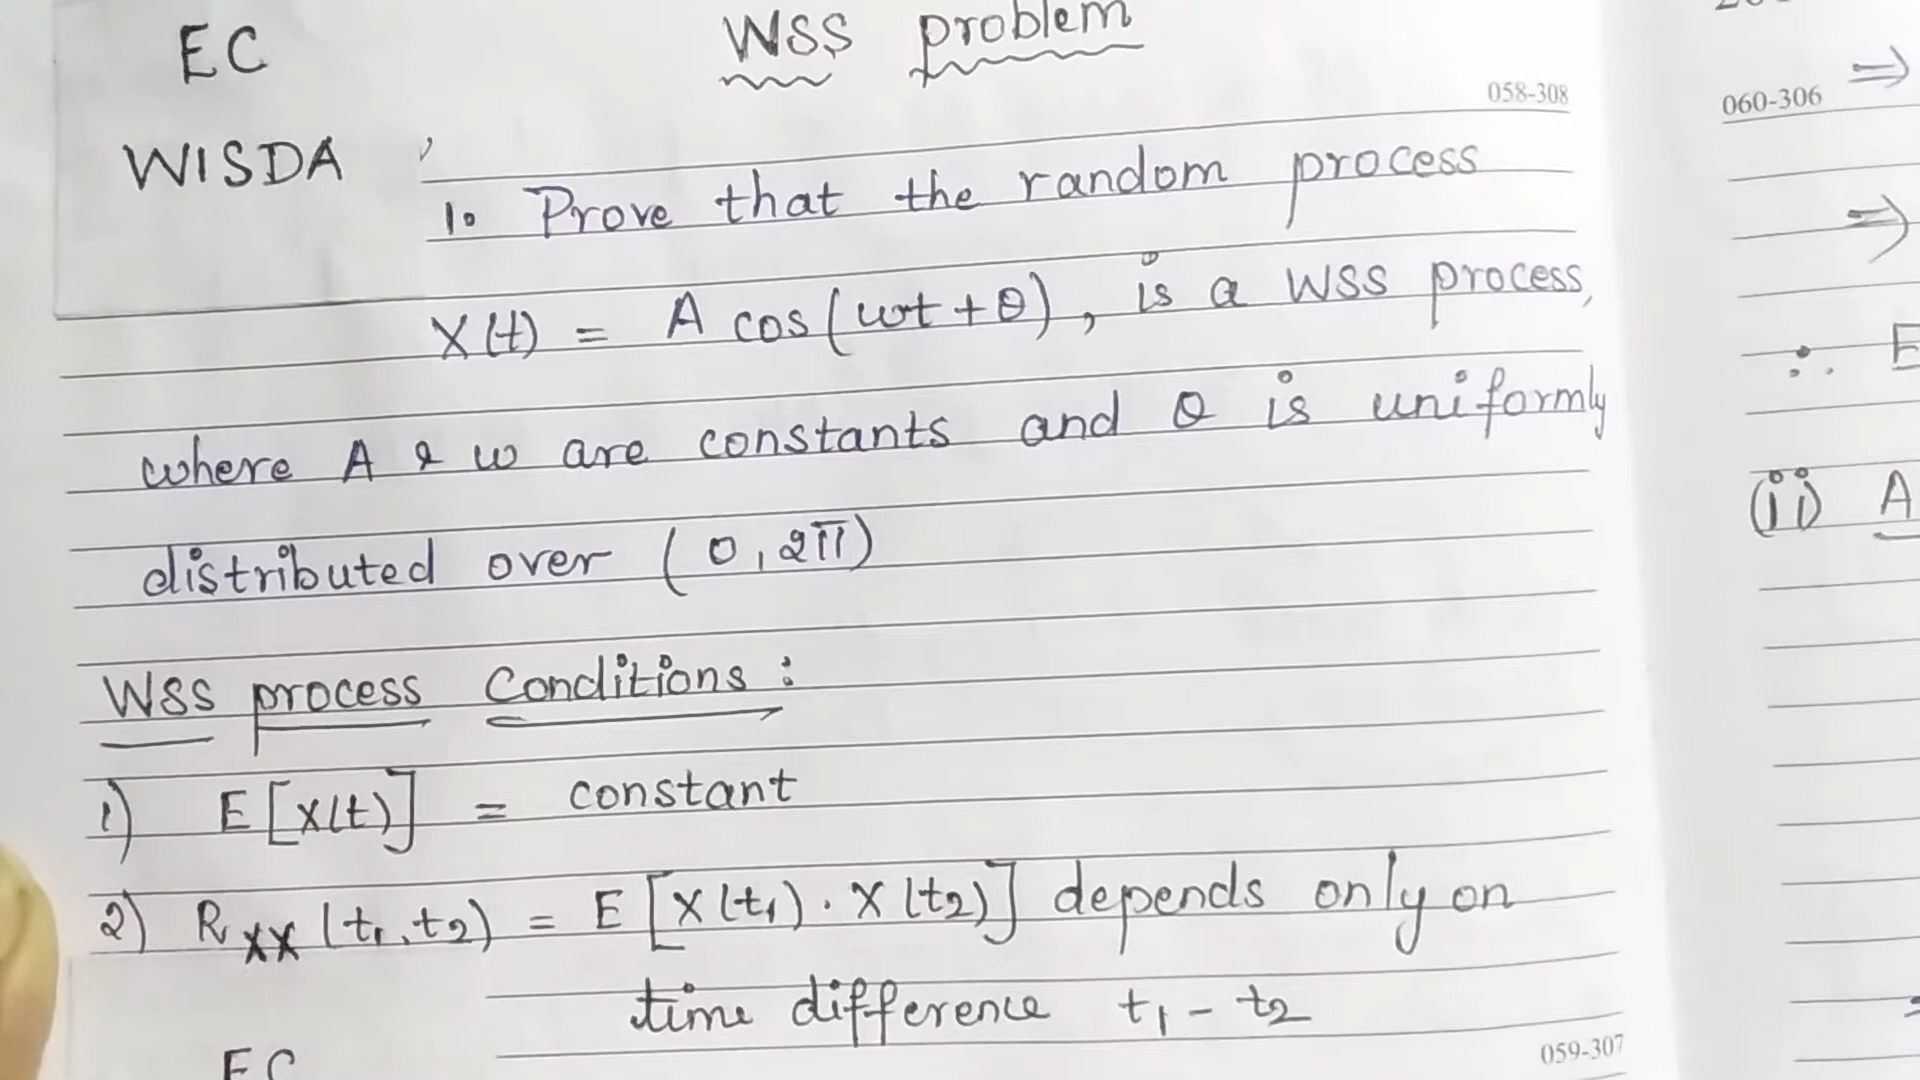 EC
WSS problem
058-308
060-306 ⇒
WISDA
1. Prove that the random process
⇒
X(t) = A cos(ωt + θ), is a WSS process,
∴ E
where A & w are constants and θ is uniformly
(ii) A
distributed over (0, 2π)
WSS process Conditions :
1) E[X(t)] = constant
2) RXX (t1, t2) = E[X(t1) . X(t2)] depends only on
time difference t1 - t2
059-307
EC